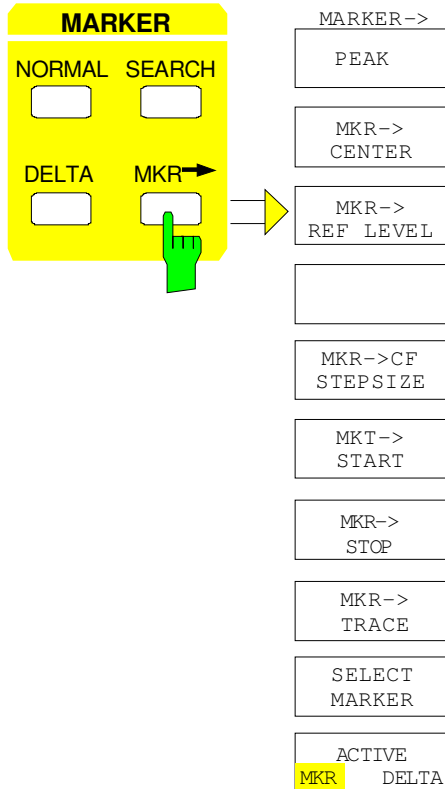 MARKER
NORMAL SEARCH
DELTA MKR
MARKER->
PEAK
MKR->
CENTER
MKR->
REF LEVEL
MKR->CF
STEPSIZE
MKT->
START
MKR->
STOP
MKR->
TRACE
SELECT
MARKER
ACTIVE
MKR DELTA